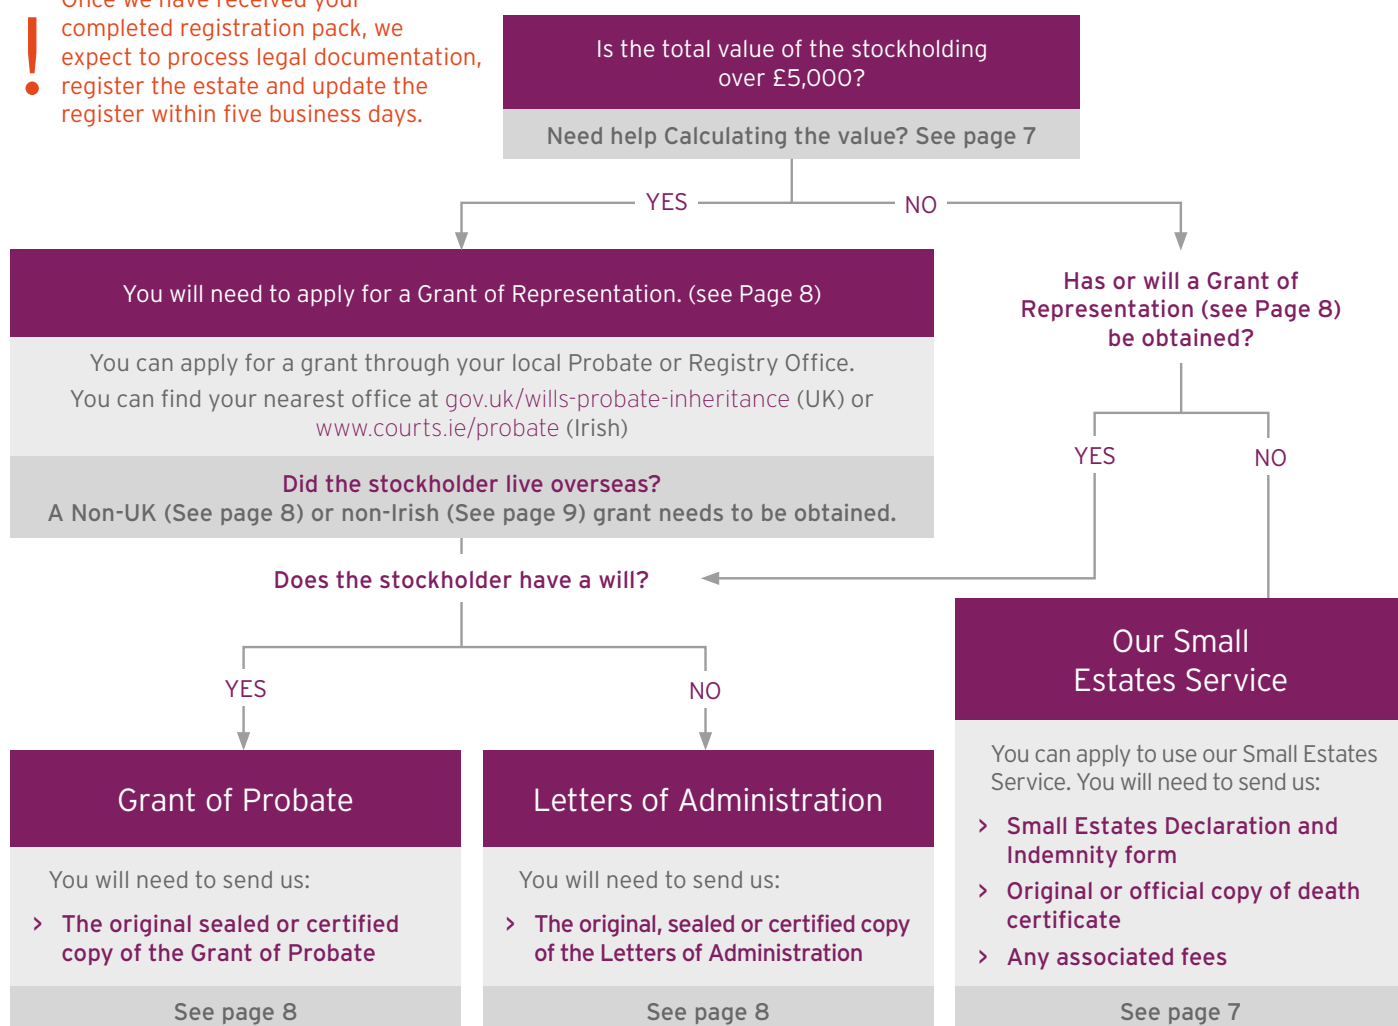 Once we have received your
completed registration pack, we
expect to process legal documentation,
register the estate and update the
register within five business days.
!
Is the total value of the stockholding
over £5,000?
Need help Calculating the value? See page 7
YES
NO
You will need to apply for a Grant of Representation. (see Page 8)
You can apply for a grant through your local Probate or Registry Office.
You can find your nearest office at gov.uk/wills-probate-inheritance (UK) or
www.courts.ie/probate (Irish)
Did the stockholder live overseas?
A Non-UK (See page 8) or non-Irish (See page 9) grant needs to be obtained.
Has or will a Grant of
Representation (see Page 8)
be obtained?
YES
NO
Does the stockholder have a will?
YES
NO
Grant of Probate
You will need to send us:
> The original sealed or certified
copy of the Grant of Probate
See page 8
Letters of Administration
You will need to send us:
> The original, sealed or certified copy
of the Letters of Administration
See page 8
Our Small
Estates Service
You can apply to use our Small Estates
Service. You will need to send us:
> Small Estates Declaration and
Indemnity form
> Original or official copy of death
certificate
> Any associated fees
See page 7